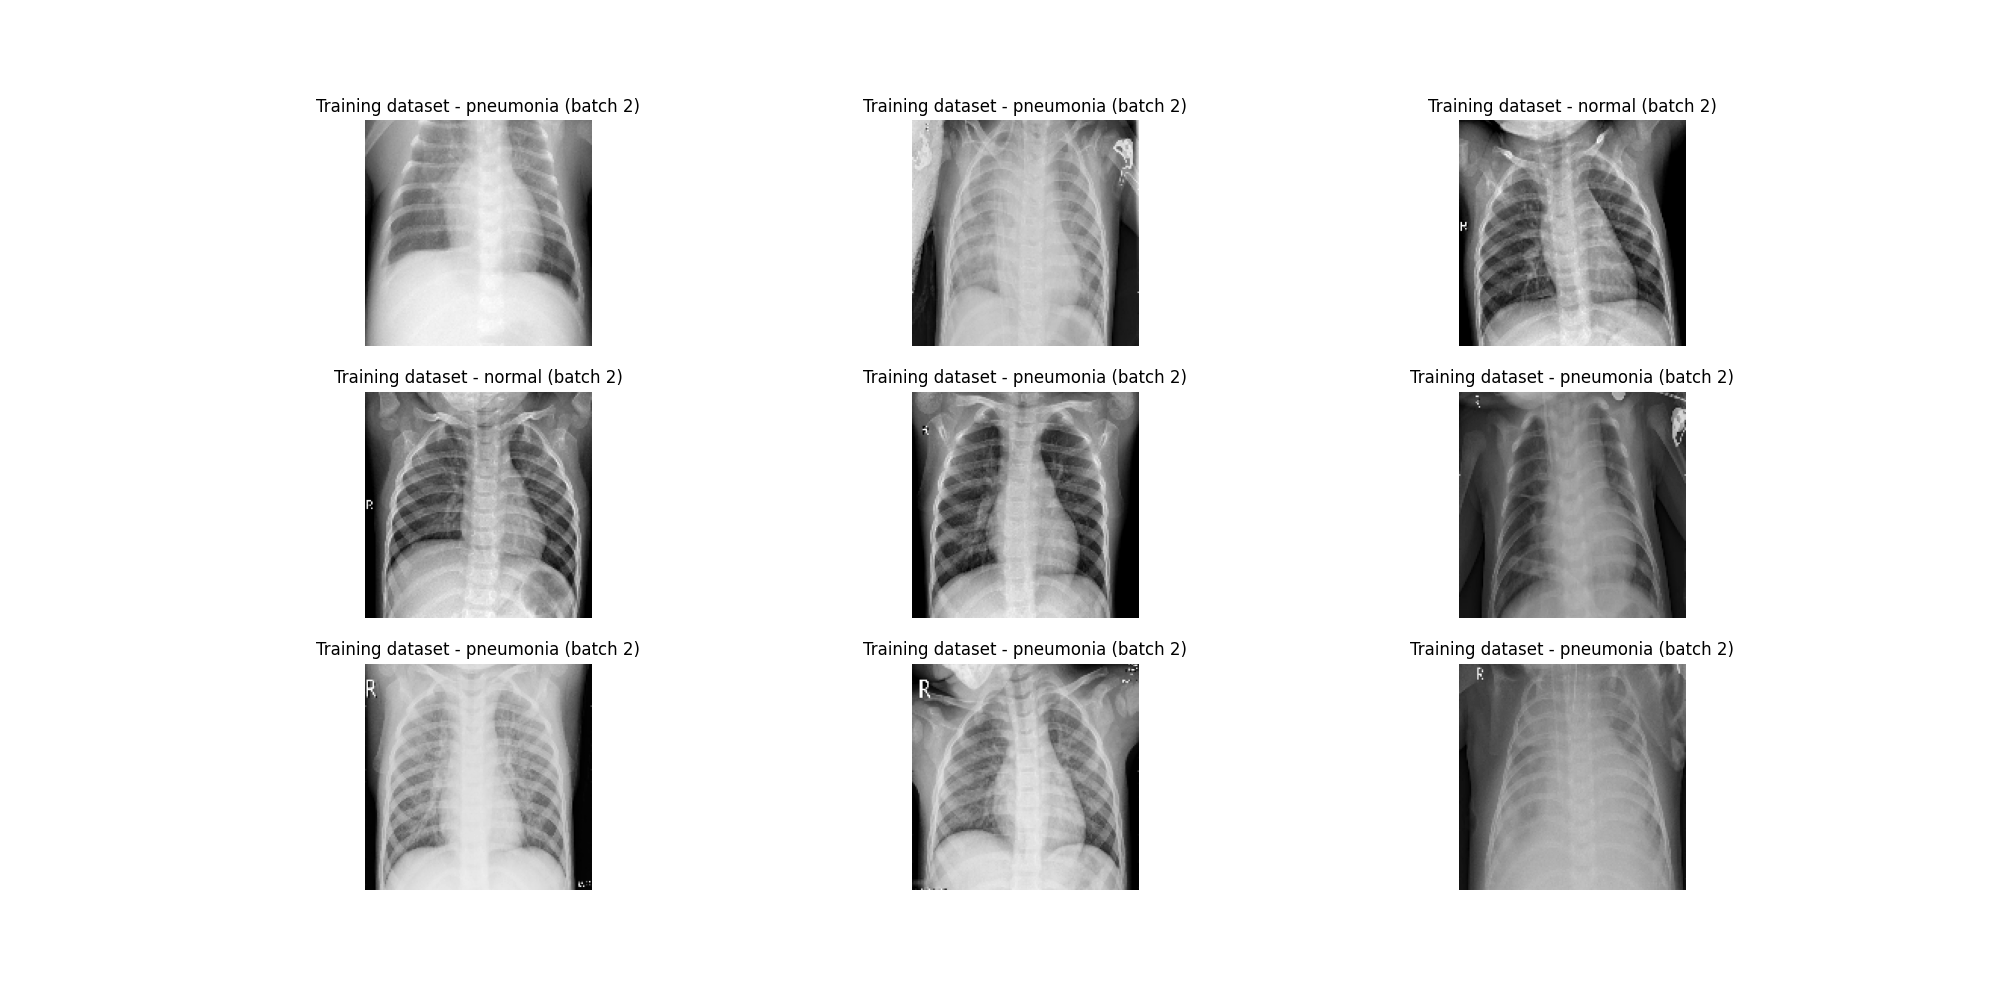 Training dataset - pneumonia (batch 2)
Training dataset - pneumonia (batch 2)
Training dataset - normal (batch 2)
R
Training dataset - normal (batch 2)
Training dataset - pneumonia (batch 2)
Training dataset - pneumonia (batch 2)
R
R
Training dataset - pneumonia (batch 2)
Training dataset - pneumonia (batch 2)
Training dataset - pneumonia (batch 2)
R
R
R